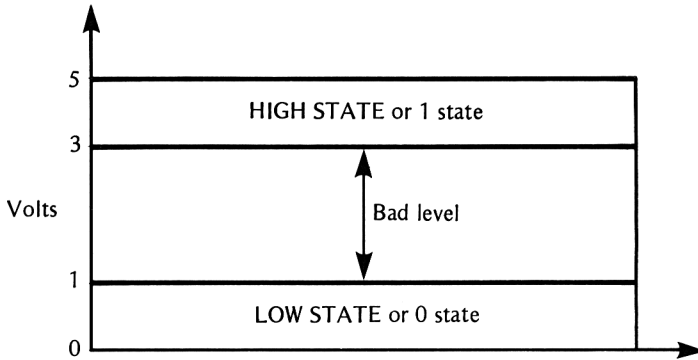 5
HIGH STATE or 1 state
3
Volts
Bad level
1
LOW STATE or 0 state
0